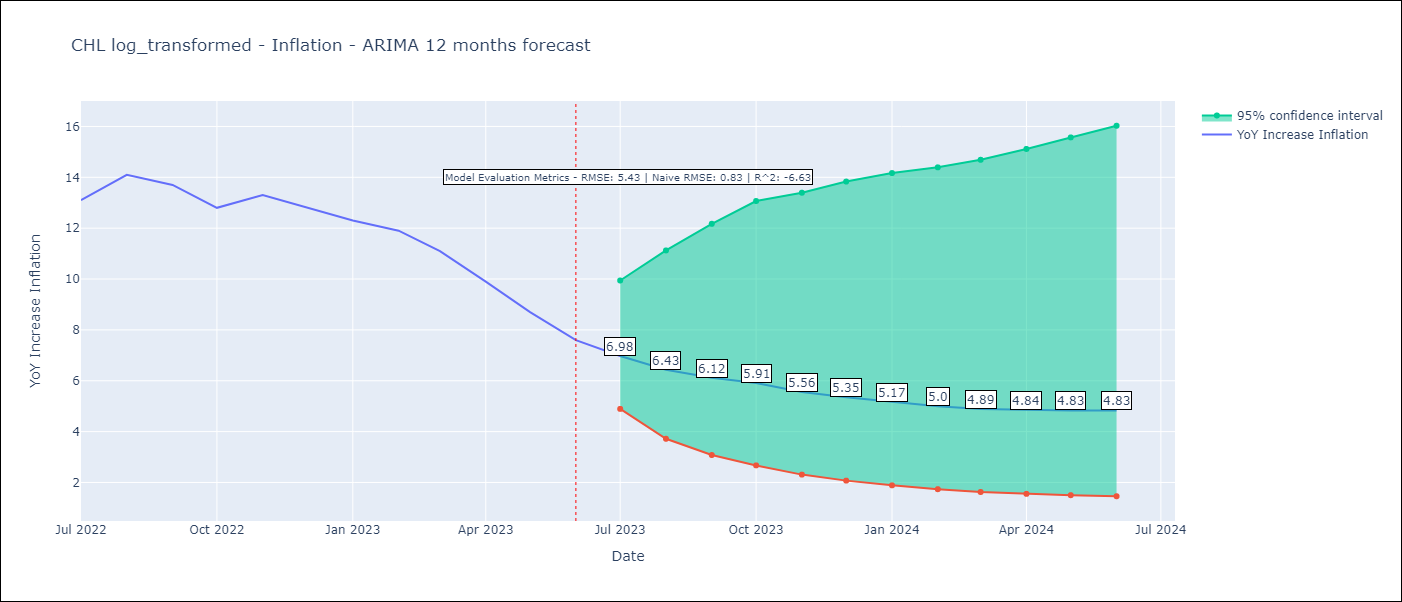 CHL log_transformed - Inflation - ARIMA 12 months forecast
95% confidence interval
YoY Increase Inflation
Model Evaluation Metrics - RMSE: 5.43 | Naive RMSE: 0.83 | R^2: -6.63
YoY Increase Inflation
16
14
12
10
8
6
4
2
6.98
6.43
6.12
5.91
5.56
5.35
5.17
5.0
4.89
4.84
4.83
4.83
Jul 2022
Oct 2022
Jan 2023
Apr 2023
Jul 2023
Oct 2023
Jan 2024
Apr 2024
Jul 2024
Date